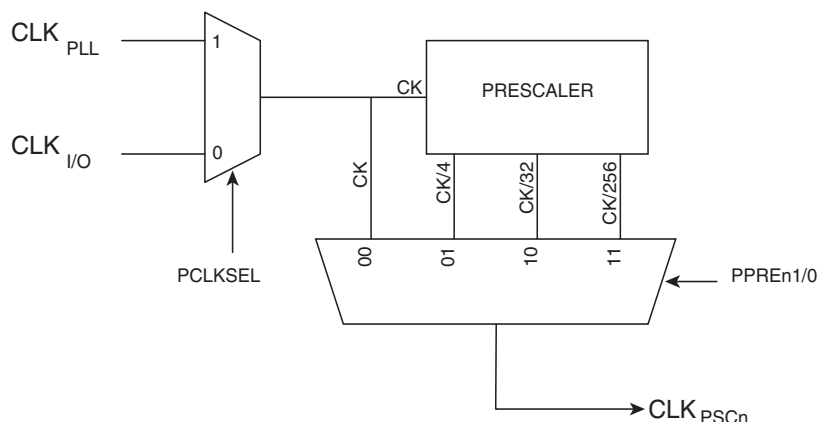 CLK PLL
1
CK
PRESCALER
CLK I/O
0
CK
CK/4
CK/32
CK/256
00
01
10
11
PCLKSEL
PPREn1/0
CLK PSCn